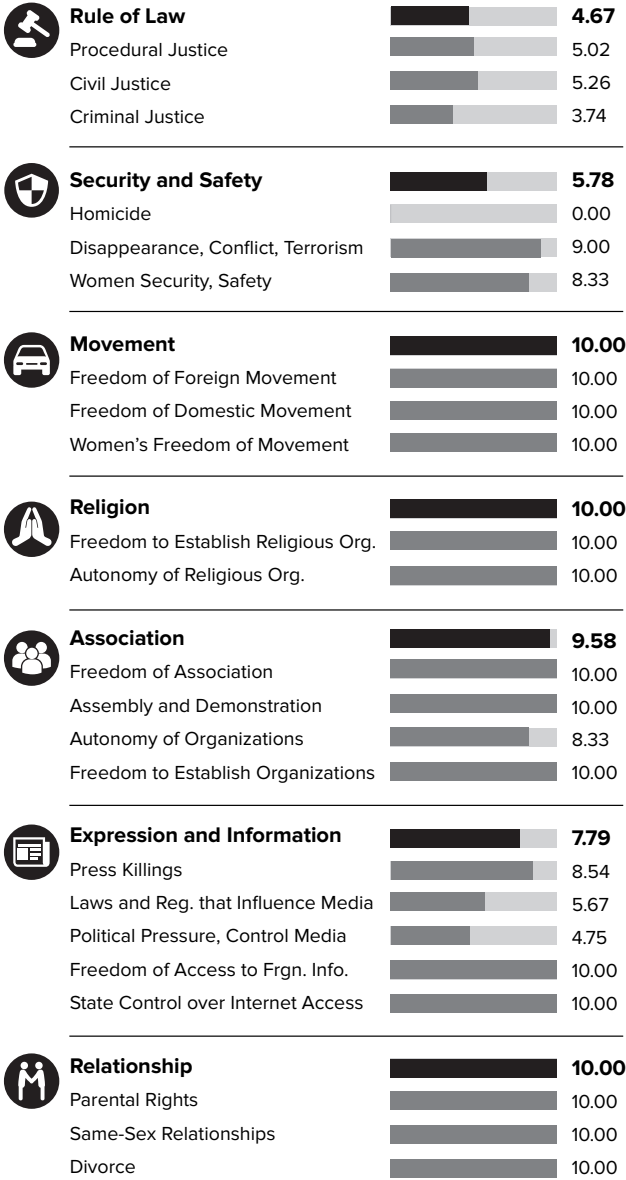 Rule of Law 4.67
Procedural Justice 5.02
Civil Justice 5.26
Criminal Justice 3.74
Security and Safety 5.78
Homicide 0.00
Disappearance, Conflict, Terrorism 9.00
Women Security, Safety 8.33
Movement 10.00
Freedom of Foreign Movement 10.00
Freedom of Domestic Movement 10.00
Women's Freedom of Movement 10.00
Religion 10.00
Freedom to Establish Religious Org. 10.00
Autonomy of Religious Org. 10.00
Association 9.58
Freedom of Association 10.00
Assembly and Demonstration 10.00
Autonomy of Organizations 8.33
Freedom to Establish Organizations 10.00
Expression and Information 7.79
Press Killings 8.54
Laws and Reg. that Influence Media 5.67
Political Pressure, Control Media 4.75
Freedom of Access to Frgn. Info. 10.00
State Control over Internet Access 10.00
Relationship 10.00
Parental Rights 10.00
Same-Sex Relationships 10.00
Divorce 10.00